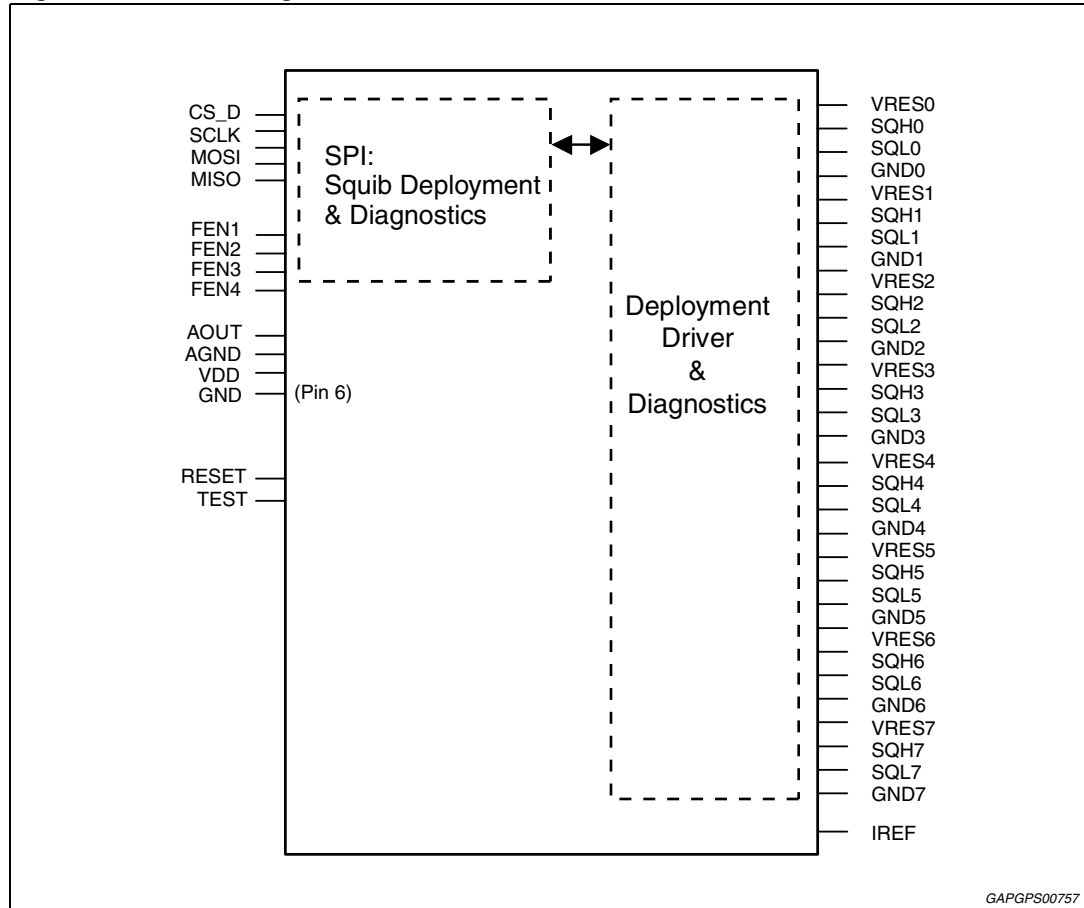 CS_D
SCLK
MOSI
MISO
FEN1
FEN2
FEN3
FEN4
AOUT
AGND
VDD
GND
(Pin 6)
RESET
TEST
SPI:
Squib Deployment
& Diagnostics
Deployment
Driver
&
Diagnostics
VRES0
SQH0
SQL0
GND0
VRES1
SQH1
SQL1
GND1
VRES2
SQH2
SQL2
GND2
VRES3
SQH3
SQL3
GND3
VRES4
SQH4
SQL4
GND4
VRES5
SQH5
SQL5
GND5
VRES6
SQH6
SQL6
GND6
VRES7
SQH7
SQL7
GND7
IREF
GAPGPS00757